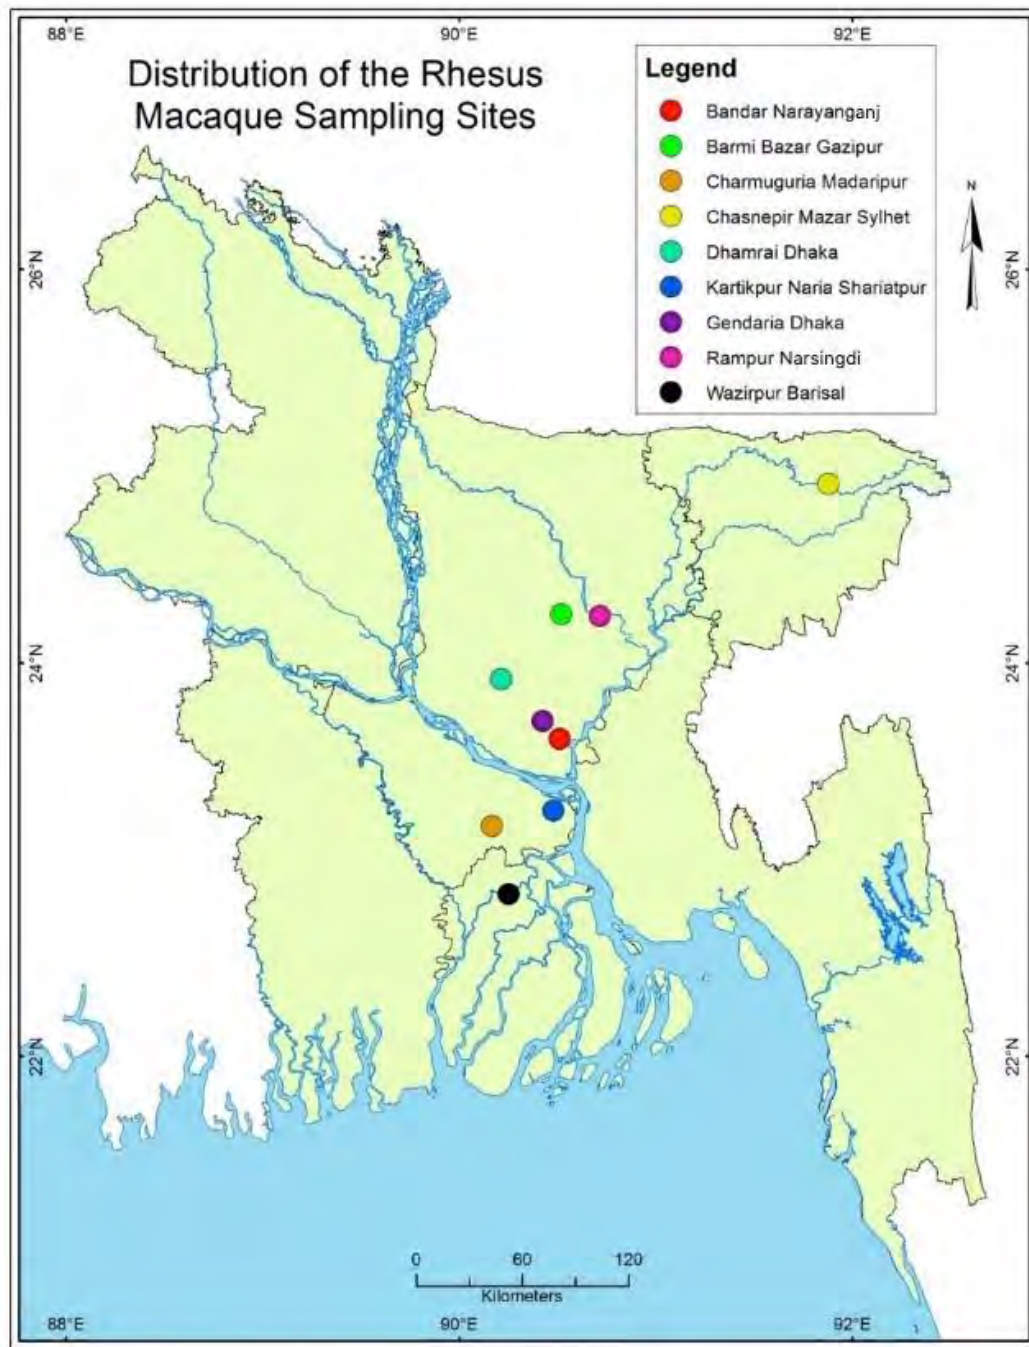 88°E
90°E
92°E
Distribution of the Rhesus
Macaque Sampling Sites
Legend
Bandar Narayanganj
Barmi Bazar Gazipur
Charmuguria Madaripur
Chasnepir Mazar Sylhet
Dhamrai Dhaka
Kartikpur Naria Shariatpur
Gendaria Dhaka
Rampur Narsingdi
Wazirpur Barisal
N
26°N
26°N
24°N
24°N
22°N
22°N
0
60
120
Kilometers
88°E
90°E
92°E